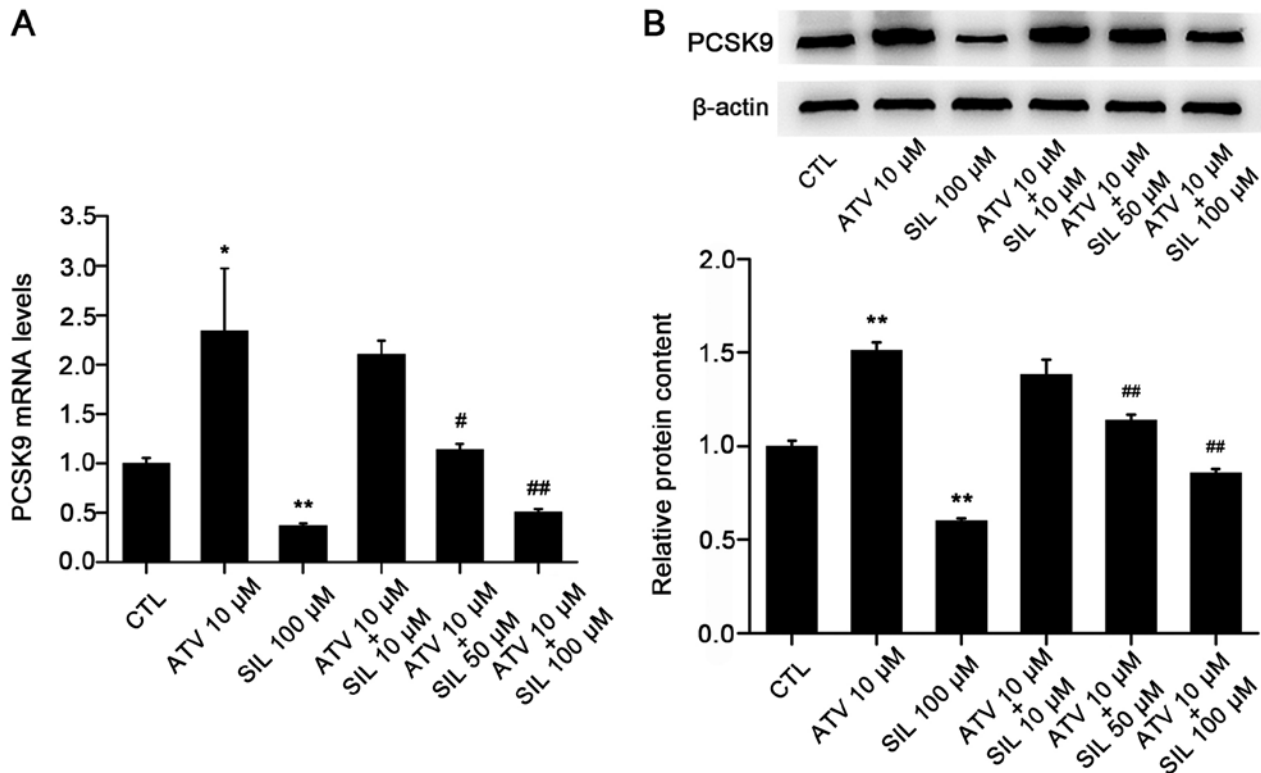 A
PCSK9 mRNA levels
3.5
3.0
2.5
2.0
1.5
1.0
0.5
0.0
*
**
#
##
CTL
ATV 10 μM
SIL 100 μM
ATV 10 μM
+
SIL 10 μM
ATV 10 μM
+
SIL 50 μM
ATV 10 μM
+
SIL 100 μM
B
PCSK9
β-actin
CTL
ATV 10 μM
SIL 100 μM
ATV 10 μM
+
SIL 10 μM
ATV 10 μM
+
SIL 50 μM
ATV 10 μM
+
SIL 100 μM
Relative protein content
2.0
1.5
1.0
0.5
0.0
**
**
##
##
CTL
ATV 10 μM
SIL 100 μM
ATV 10 μM
+
SIL 10 μM
ATV 10 μM
+
SIL 50 μM
ATV 10 μM
+
SIL 100 μM